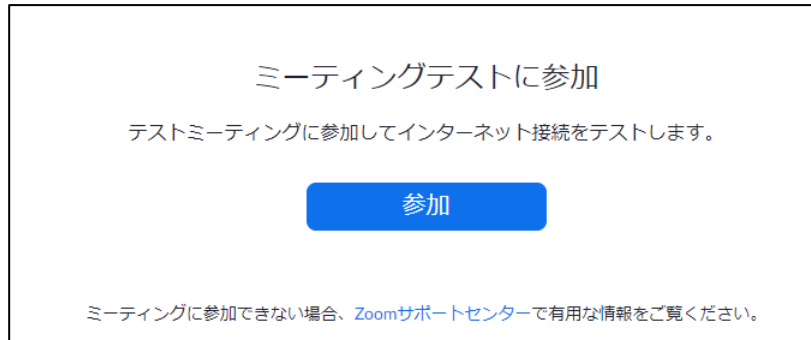 ミーティングテストに参加
テストミーティングに参加してインターネット接続をテストします。
参加
ミーティングに参加できない場合、Zoomサポートセンターで有用な情報をご覧ください。